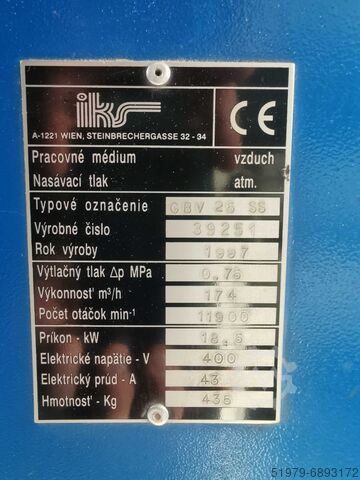 iks
CE
A-1221 WIEN, STEINBRECHERGASSE 32 - 34
Pracovné médium vzduch
Nasávací tlak atm.
Typové označenie GBV 25 SS
Výrobné číslo 39251
Rok výroby 1997
Výtlačný tlak Δp MPa 0,75
Výkonnosť m³/h 174
Počet otáčok min⁻¹ 11900
Príkon - kW 18,5
Elektrické napätie - V 400
Elektrický prúd - A 43
Hmotnosť - Kg 435
51979-6893172